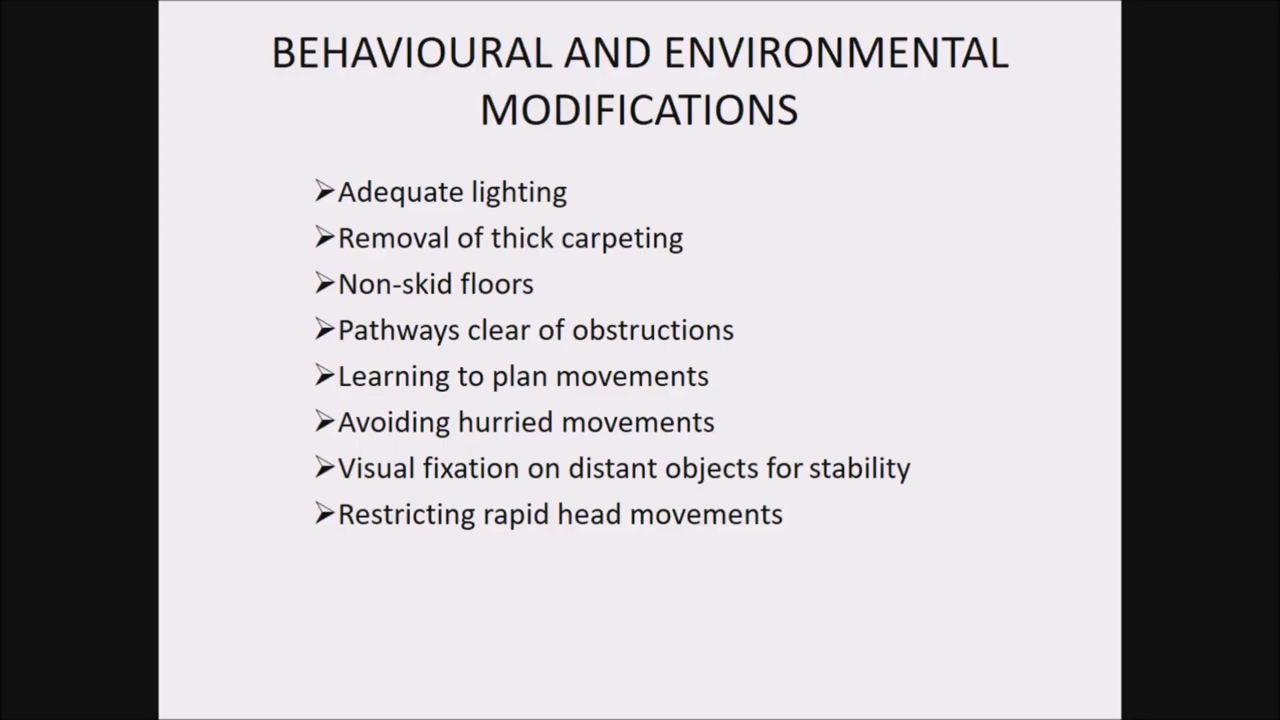 BEHAVIOURAL AND ENVIRONMENTAL
MODIFICATIONS
➢Adequate lighting
➢Removal of thick carpeting
➢Non-skid floors
➢Pathways clear of obstructions
➢Learning to plan movements
➢Avoiding hurried movements
➢Visual fixation on distant objects for stability
➢Restricting rapid head movements